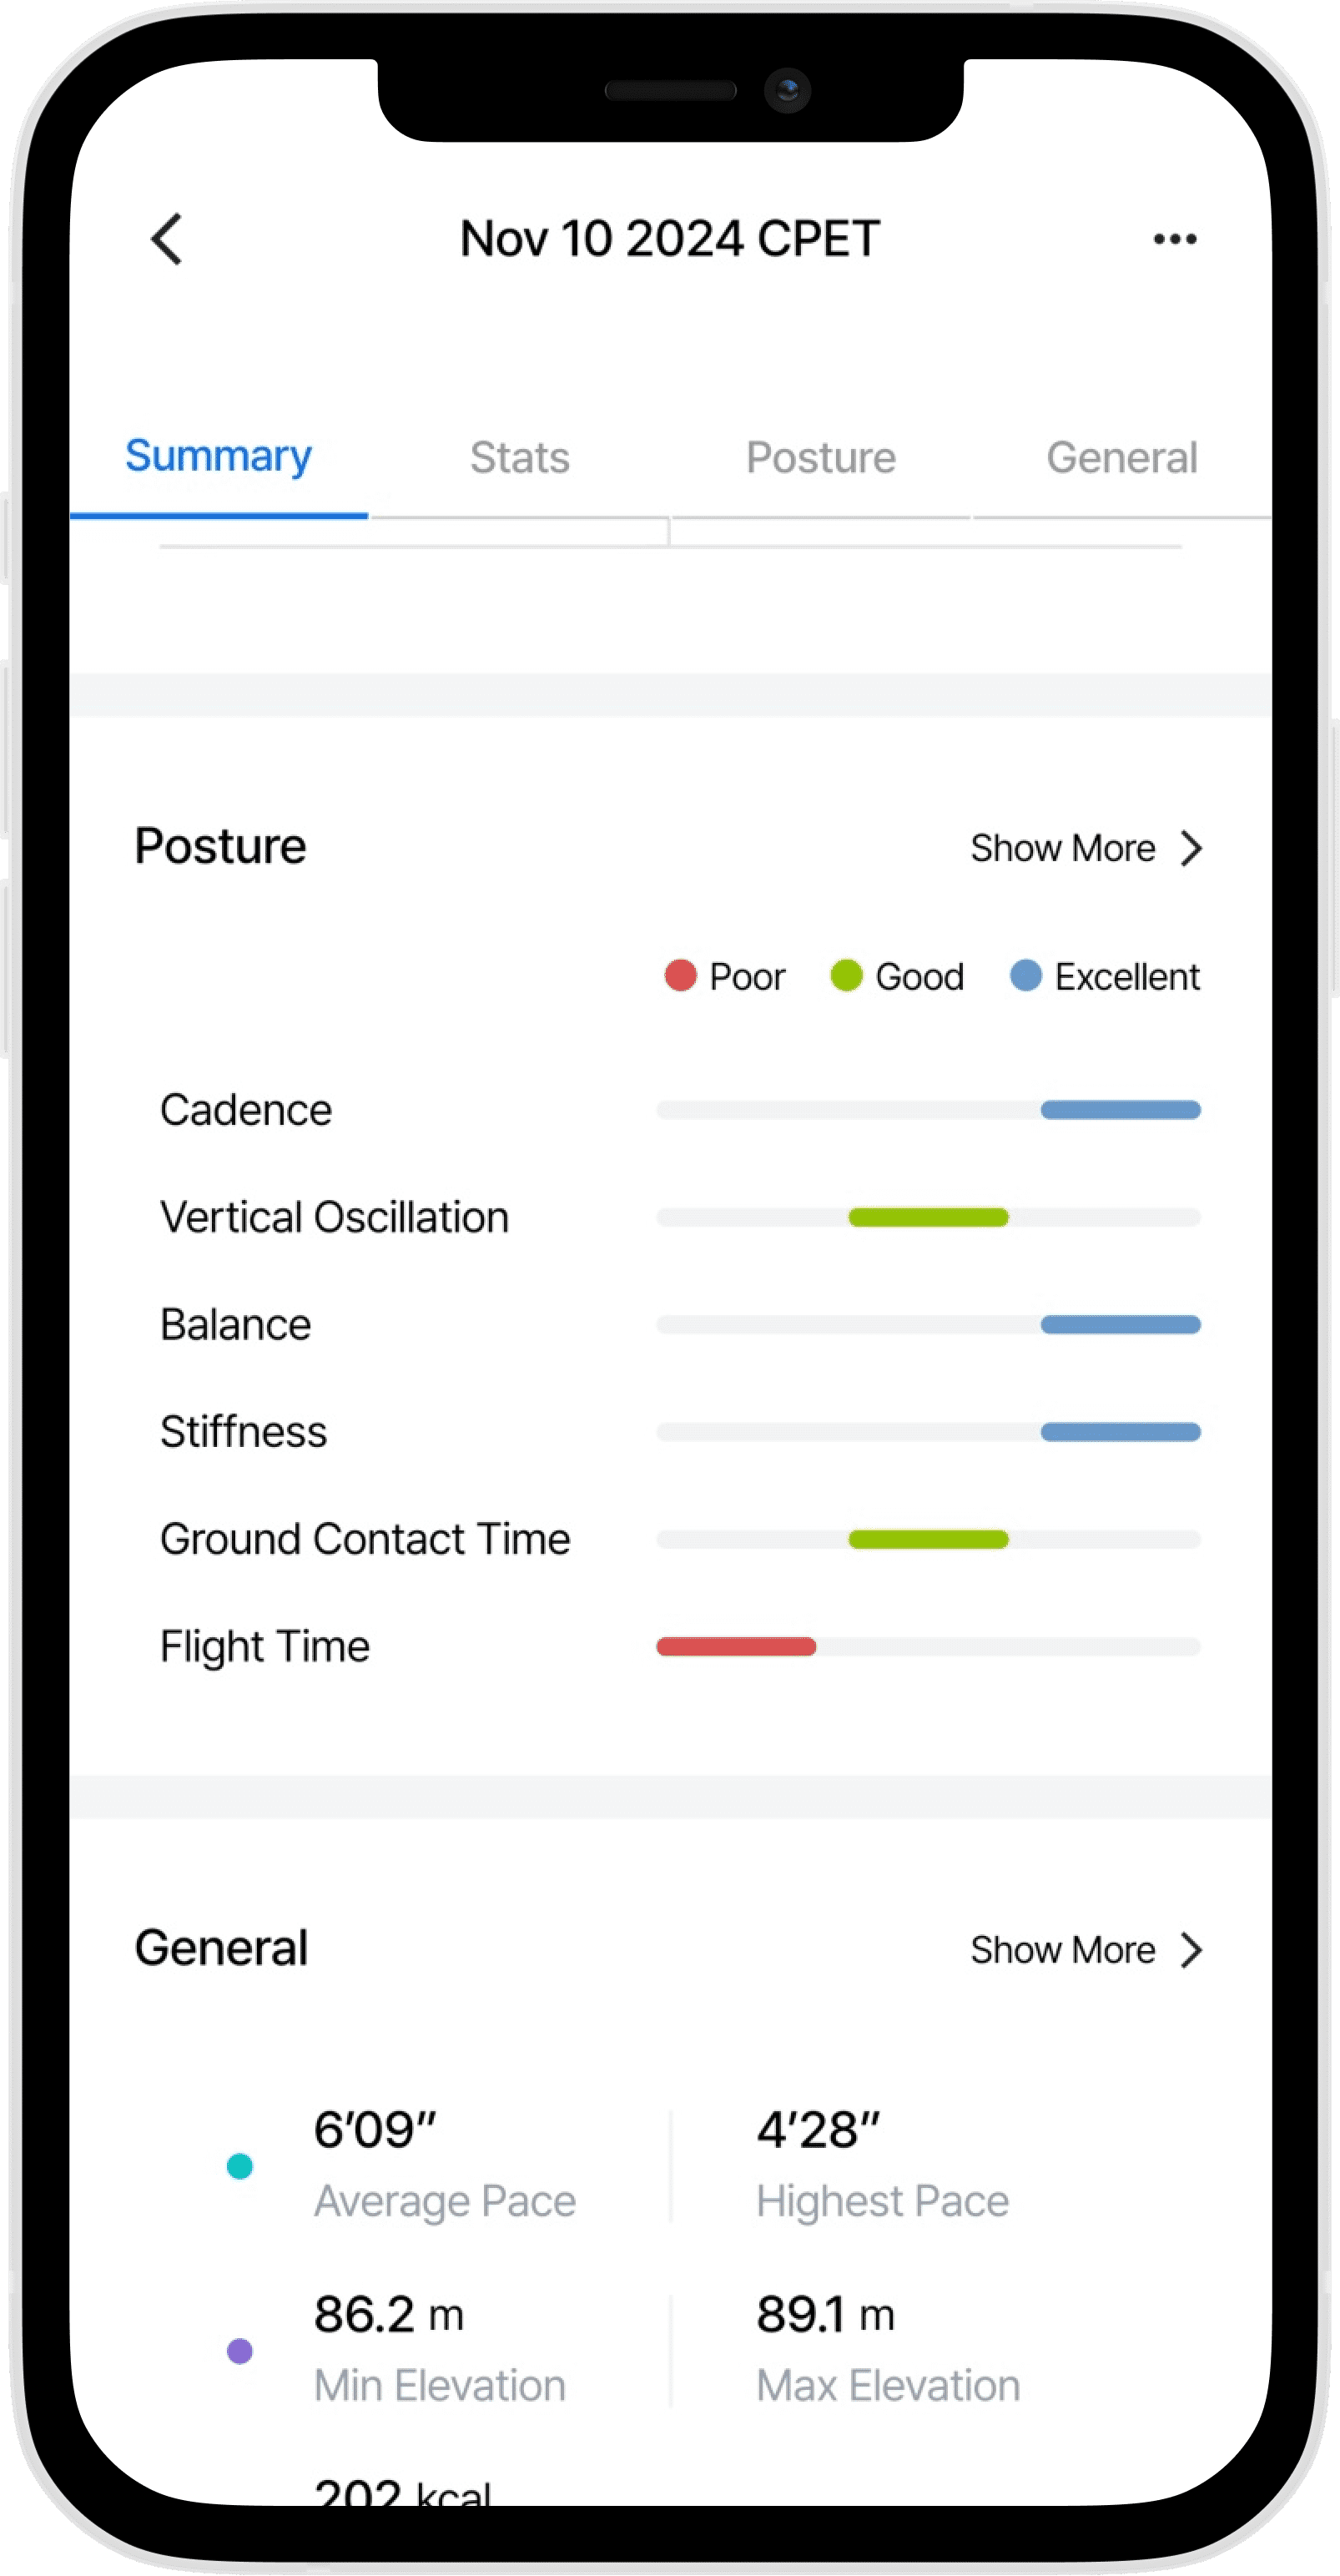 Nov 10 2024 CPET
Summary Stats Posture General
Posture Show More
Poor Good Excellent
Cadence
Vertical Oscillation
Balance
Stiffness
Ground Contact Time
Flight Time
General Show More
6′09″ 4′28″
Average Pace Highest Pace
86.2 m 89.1 m
Min Elevation Max Elevation
202 kcal